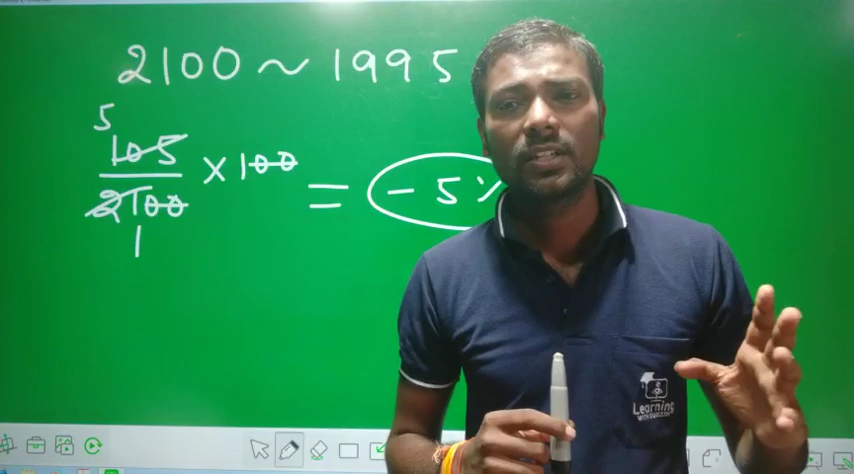 2100 ~ 1995
5
105
× 100
2100
1
= - 5 %
Learning